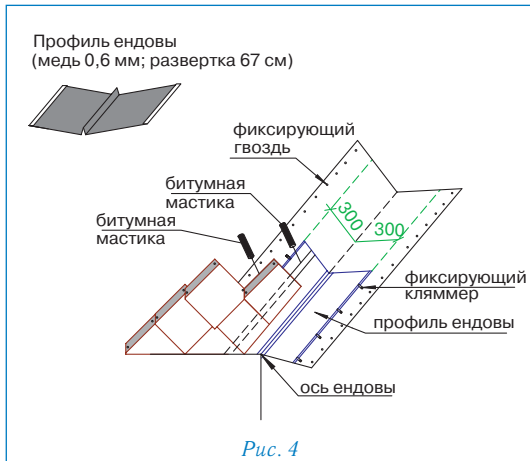 Профиль ендовы
(медь 0,6 мм; развертка 67 см)
фиксирующий
гвоздь
битумная
мастика
битумная
мастика
300
300
фиксирующий
кляммер
профиль ендовы
ось ендовы
Рис. 4